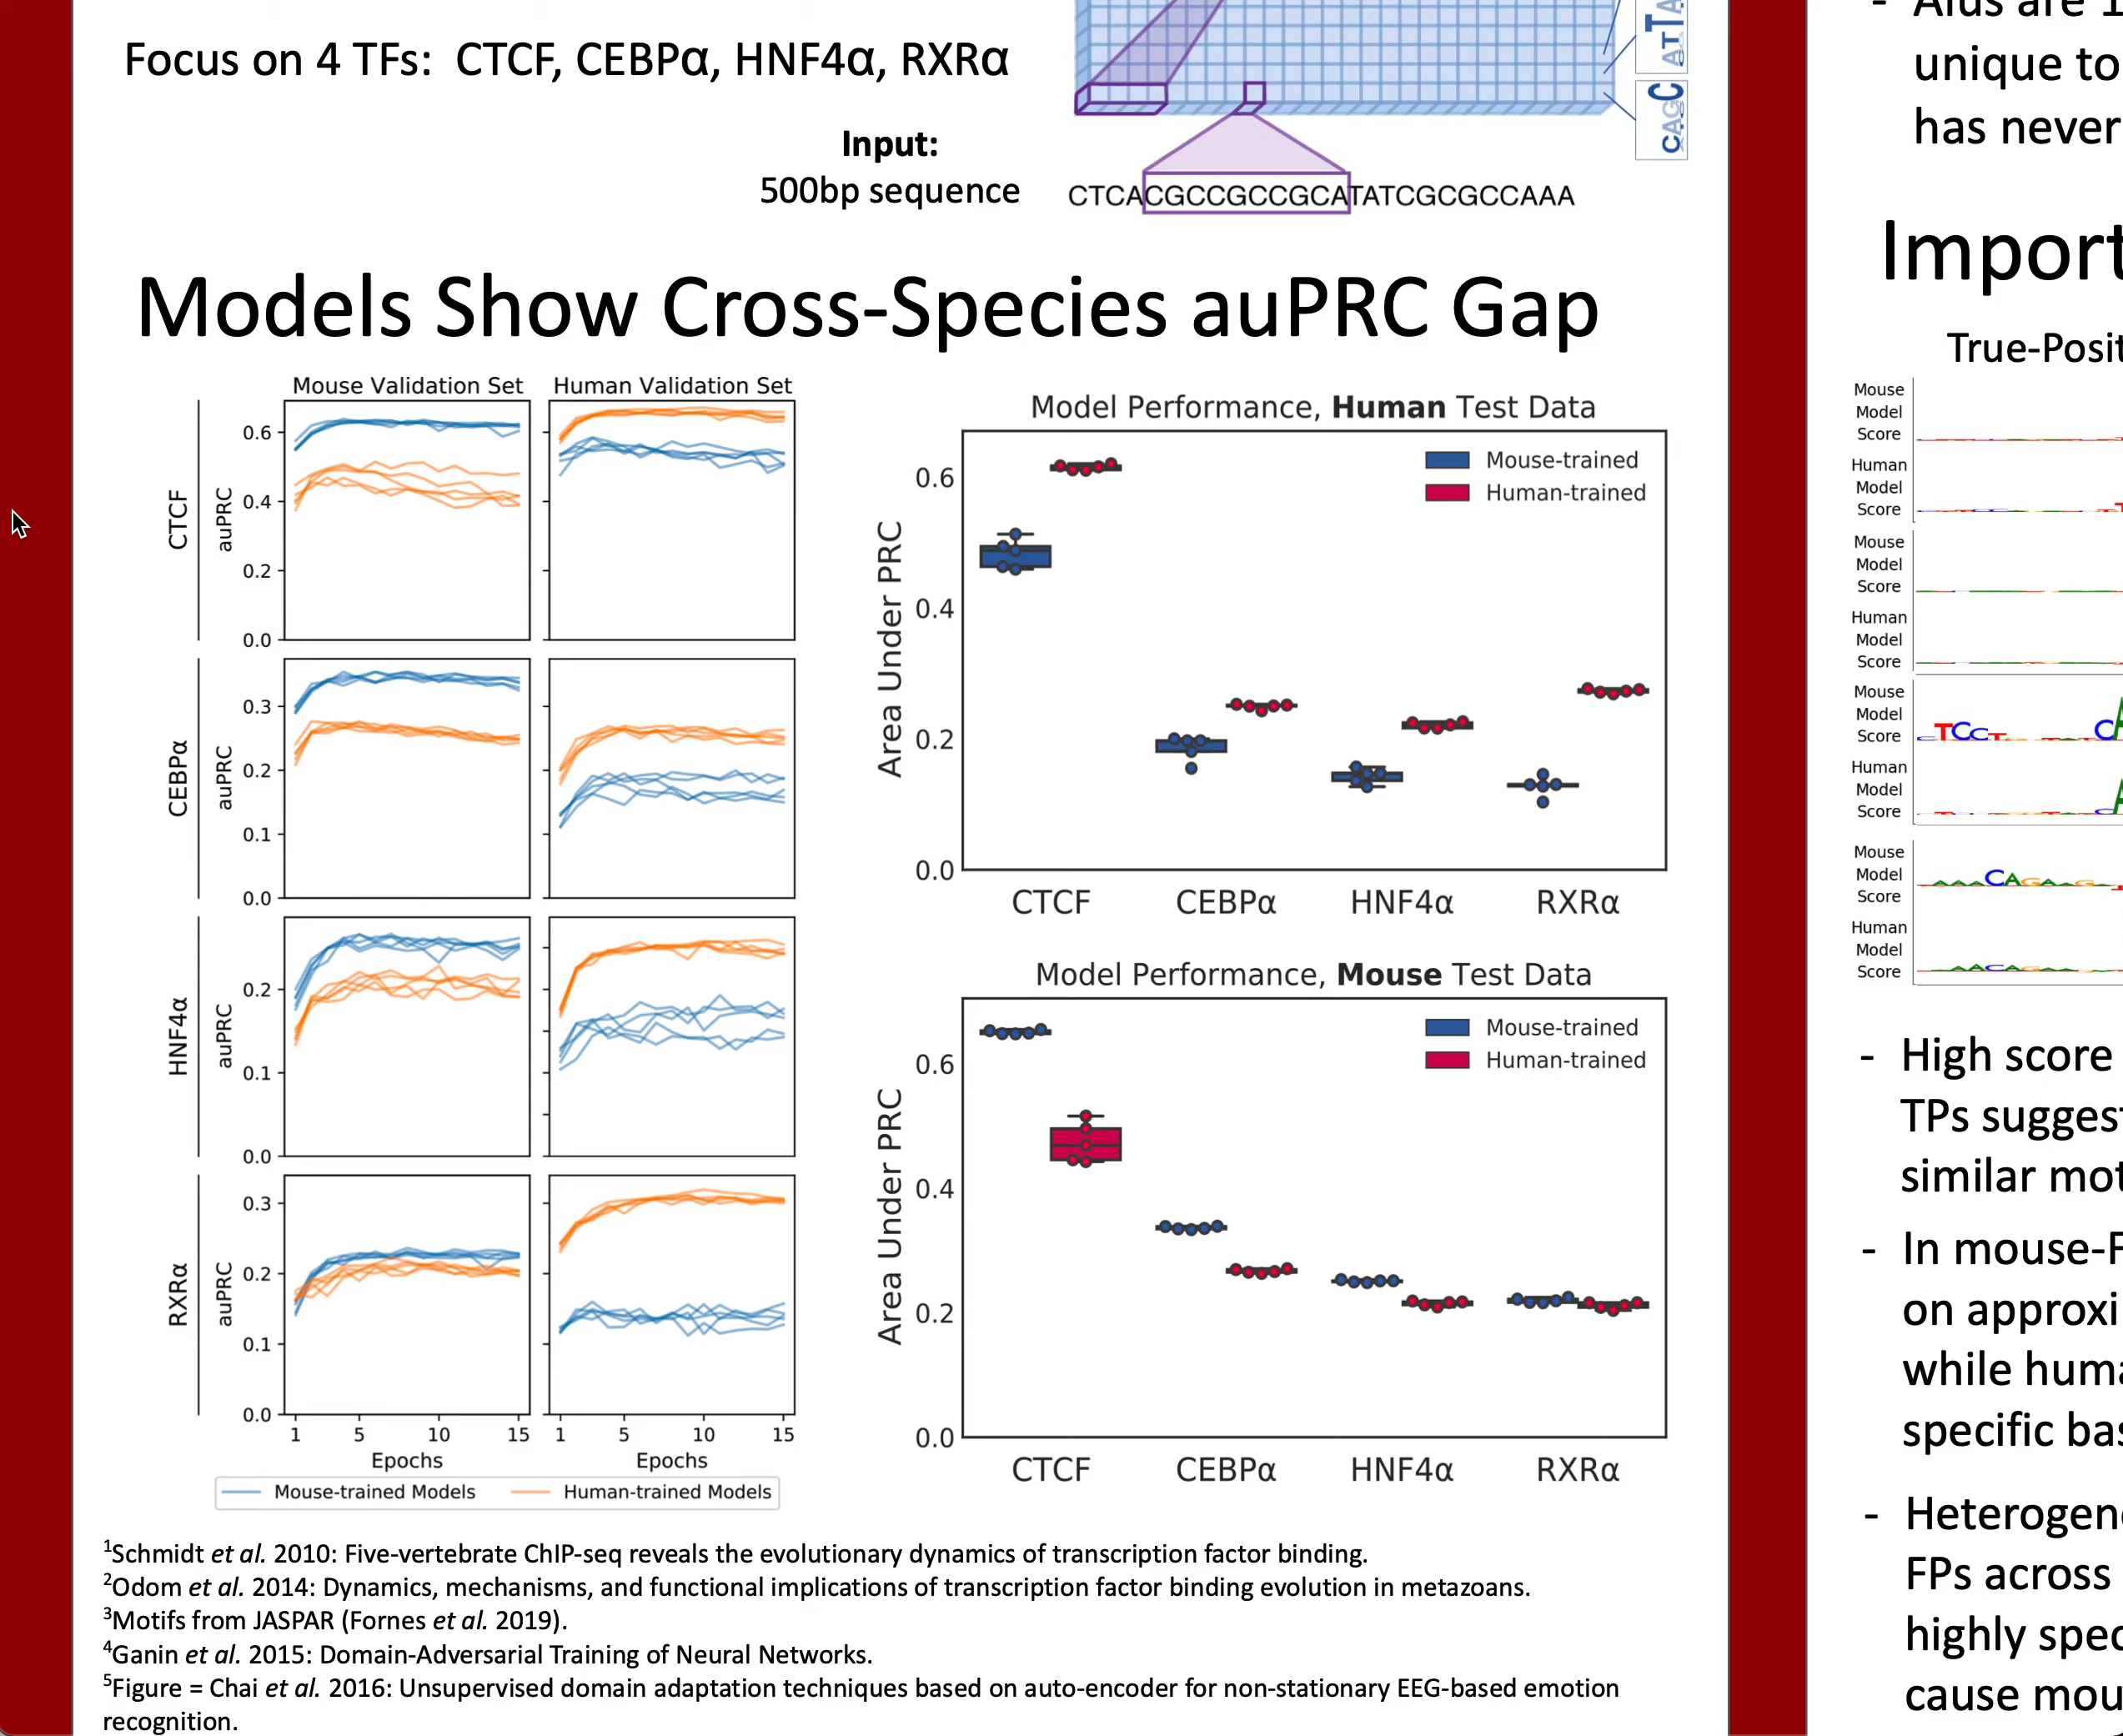 Focus on 4 TFs:  CTCF, CEBPα, HNF4α, RXRα
Input:
500bp sequence
CTCACGCCGCCGCATATCGCGCCAAA
Models Show Cross-Species auPRC Gap
Mouse Validation Set
Human Validation Set
CTCF
auPRC
0.6
0.4
0.2
0.0
CEBPα
auPRC
0.3
0.2
0.1
0.0
HNF4α
auPRC
0.2
0.1
0.0
RXRα
auPRC
0.3
0.2
0.1
0.0
1 5 10 15
1 5 10 15
Epochs
Epochs
Mouse-trained Models
Human-trained Models
Model Performance, Human Test Data
Mouse-trained
Human-trained
Area Under PRC
0.6
0.4
0.2
0.0
CTCF CEBPα HNF4α RXRα
Model Performance, Mouse Test Data
Mouse-trained
Human-trained
Area Under PRC
0.6
0.4
0.2
0.0
CTCF CEBPα HNF4α RXRα
1Schmidt et al. 2010: Five-vertebrate ChIP-seq reveals the evolutionary dynamics of transcription factor binding.
2Odom et al. 2014: Dynamics, mechanisms, and functional implications of transcription factor binding evolution in metazoans.
3Motifs from JASPAR (Fornes et al. 2019).
4Ganin et al. 2015: Domain-Adversarial Training of Neural Networks.
5Figure = Chai et al. 2016: Unsupervised domain adaptation techniques based on auto-encoder for non-stationary EEG-based emotion
recognition.
- Alus are 1
unique to
has never
Import
True-Posit
Mouse
Model
Score
Human
Model
Score
Mouse
Model
Score
Human
Model
Score
Mouse
Model
Score
Human
Model
Score
Mouse
Model
Score
Human
Model
Score
- High score
TPs suggest
similar mot
- In mouse-F
on approxi
while huma
specific bas
- Heterogene
FPs across
highly spec
cause mou